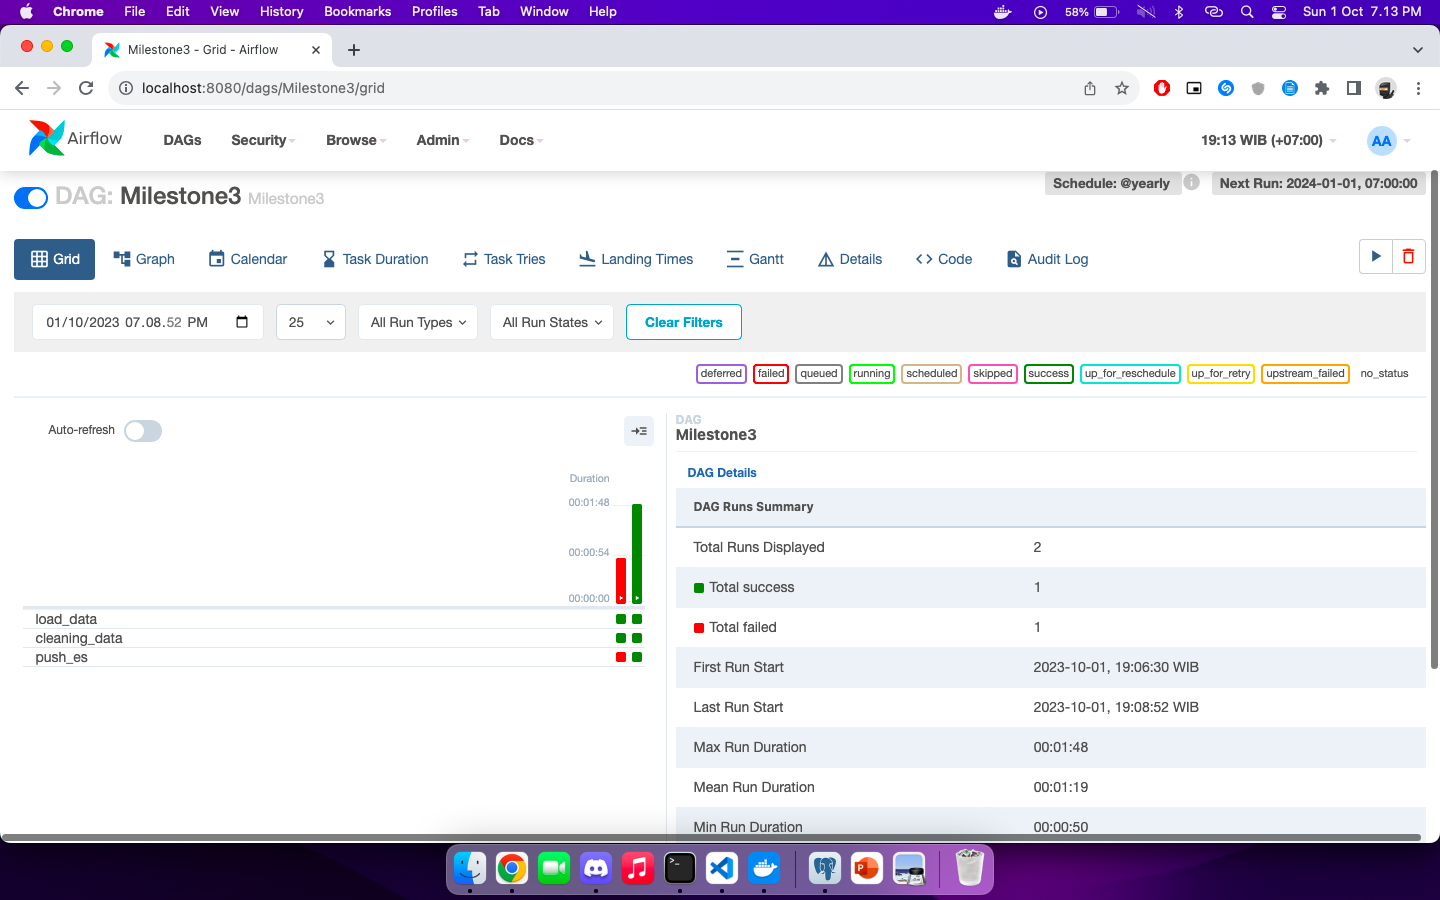 Chrome File Edit View History Bookmarks Profiles Tab Window Help 58% Sun 1 Oct 7.13 PM
Milestone3 - Grid - Airflow
localhost:8080/dags/Milestone3/grid
Airflow DAGs Security Browse Admin Docs 19:13 WIB (+07:00) AA
DAG: Milestone3 Milestone3 Schedule: @yearly Next Run: 2024-01-01, 07:00:00
Grid Graph Calendar Task Duration Task Tries Landing Times Gantt Details Code Audit Log
01/10/2023 07.08.52 PM 25 All Run Types All Run States Clear Filters
deferred failed queued running scheduled skipped success up_for_reschedule up_for_retry upstream_failed no_status
Auto-refresh
Duration
00:01:48
00:00:54
00:00:00
load_data
cleaning_data
push_es
DAG
Milestone3
DAG Details
DAG Runs Summary
Total Runs Displayed 2
Total success 1
Total failed 1
First Run Start 2023-10-01, 19:06:30 WIB
Last Run Start 2023-10-01, 19:08:52 WIB
Max Run Duration 00:01:48
Mean Run Duration 00:01:19
Min Run Duration 00:00:50